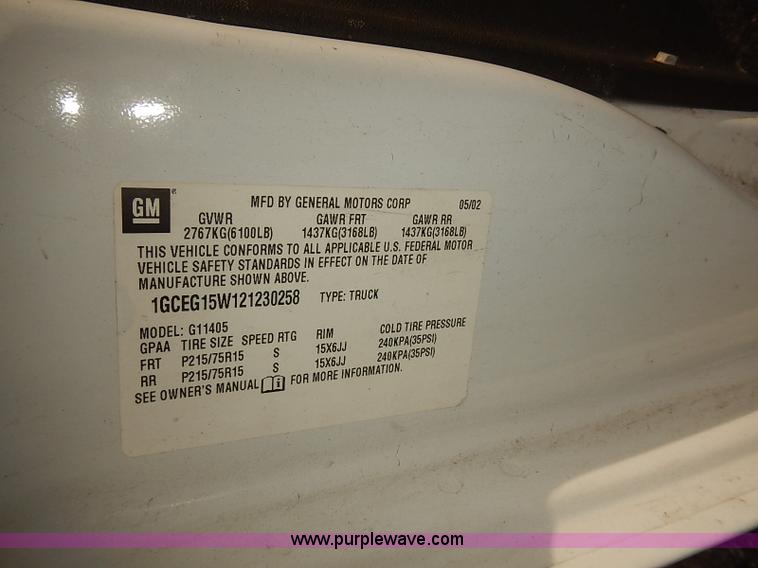 GM ® MFD BY GENERAL MOTORS CORP 05/02
GVWR GAWR FRT GAWR RR
2767KG(6100LB) 1437KG(3168LB) 1437KG(3168LB)
THIS VEHICLE CONFORMS TO ALL APPLICABLE U.S. FEDERAL MOTOR
VEHICLE SAFETY STANDARDS IN EFFECT ON THE DATE OF
MANUFACTURE SHOWN ABOVE.
1GCEG15W121230258 TYPE: TRUCK
MODEL: G11405
GPAA TIRE SIZE SPEED RTG RIM COLD TIRE PRESSURE
FRT P215/75R15 S 15X6JJ 240KPA(35PSI)
RR P215/75R15 S 15X6JJ 240KPA(35PSI)
SEE OWNER'S MANUAL FOR MORE INFORMATION.
www.purplewave.com